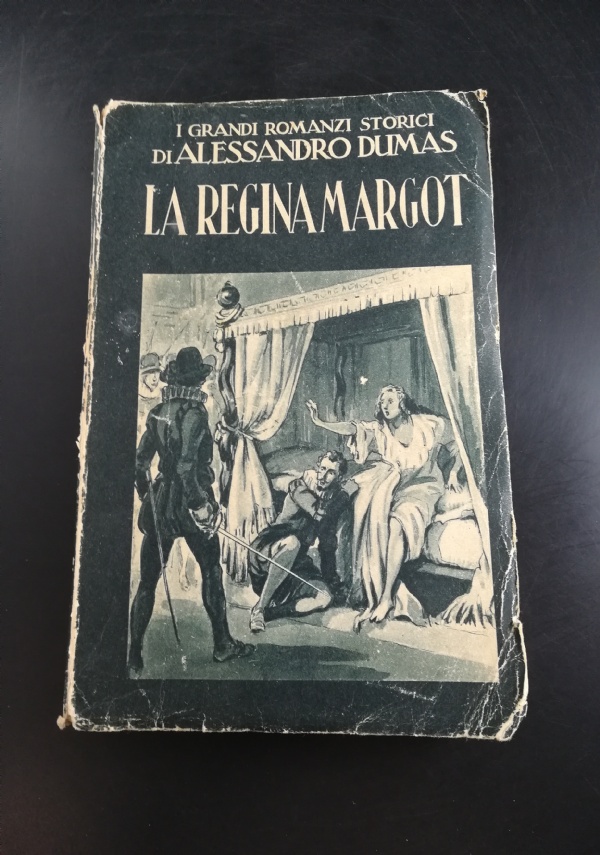 I GRANDI ROMANZI STORICI
DI ALESSANDRO DUMAS
LA REGINA MARGOT